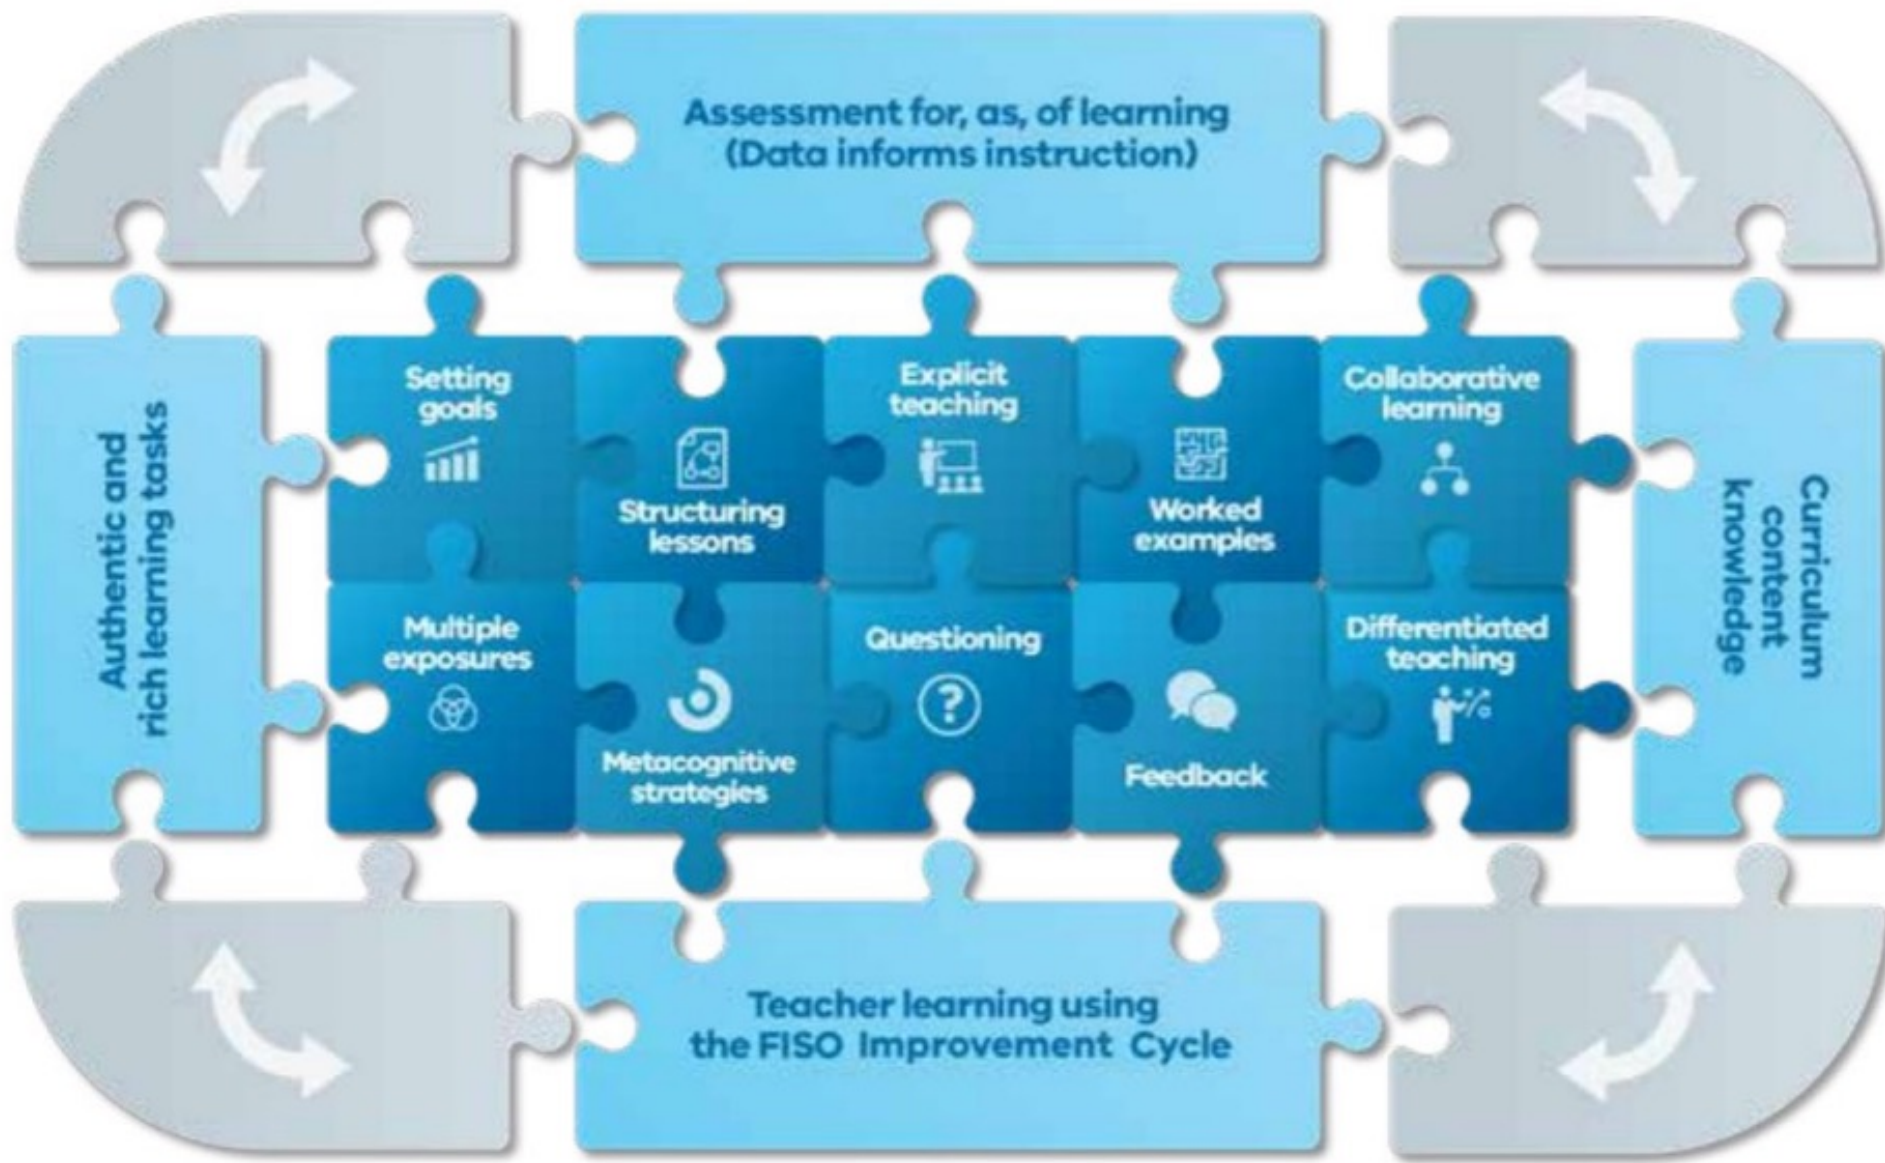 Assessment for, as, of learning
(Data informs instruction)
Authentic and
rich learning tasks
Setting
goals
Structuring
lessons
Explicit
teaching
Worked
examples
Collaborative
learning
Multiple
exposures
Metacognitive
strategies
Questioning
?
Feedback
Differentiated
teaching
Curriculum
content
knowledge
Teacher learning using
the FISO Improvement Cycle